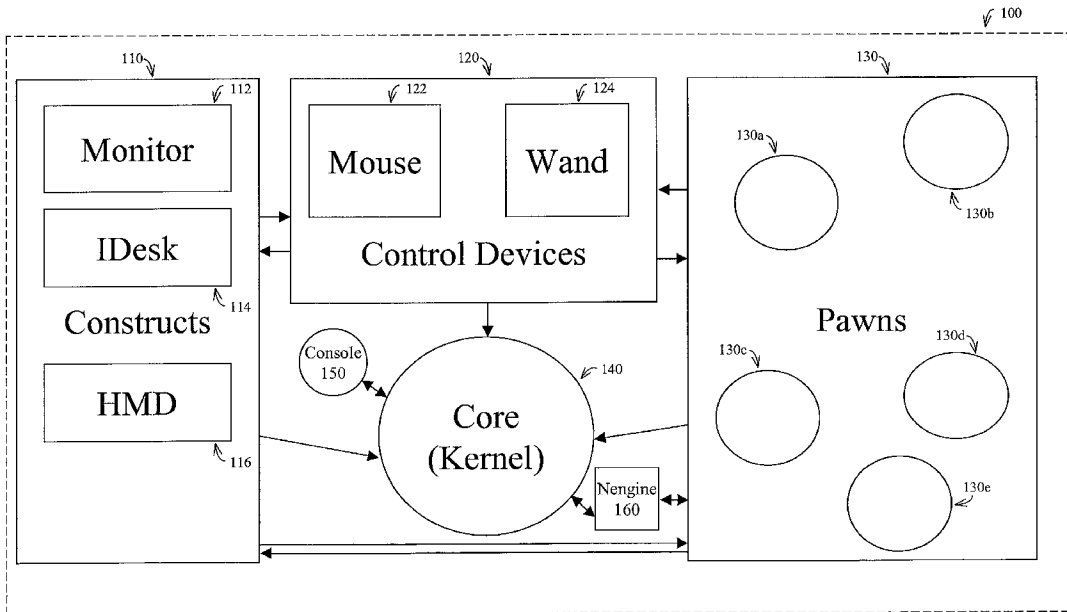 100
110
120
130
112
Monitor
122
Mouse
124
Wand
130a
130b
IDesk
114
Control Devices
Constructs
Pawns
HMD
116
Console
150
140
Core
(Kernel)
130c
130d
Nengine
160
130e